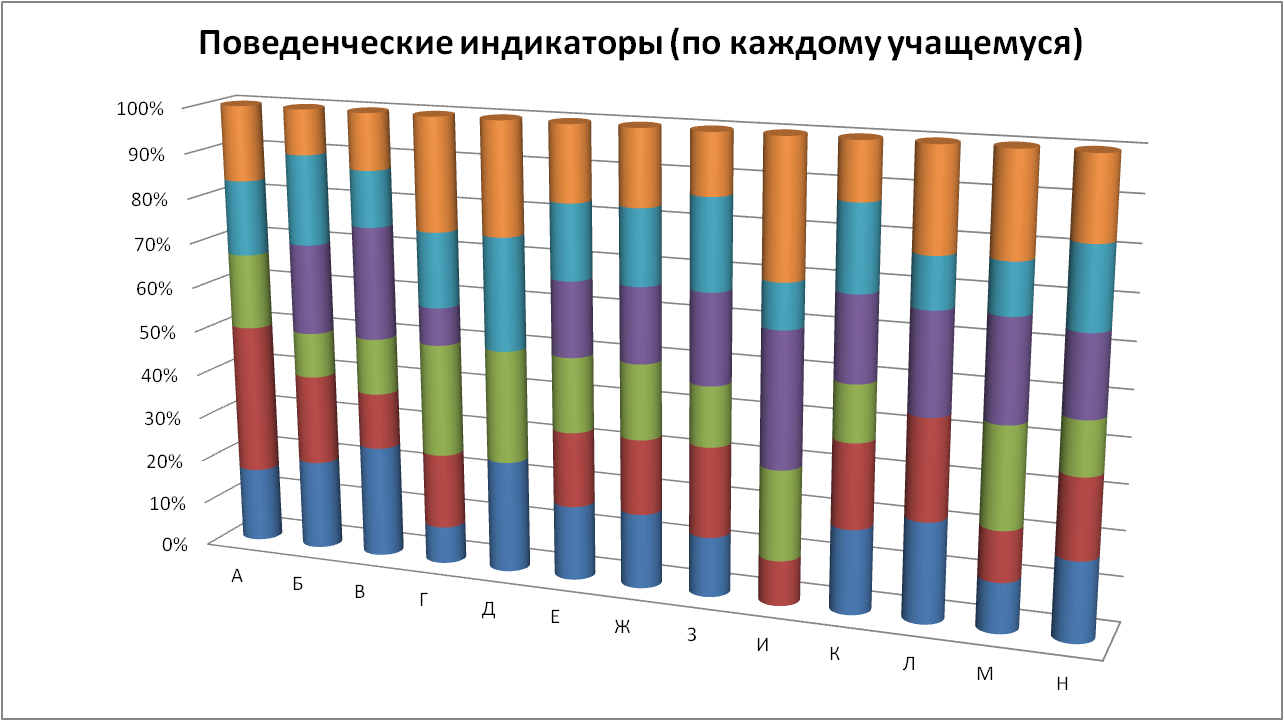 Поведенческие индикаторы (по каждому учащемуся)
100%
90%
80%
70%
60%
50%
40%
30%
20%
10%
0%
А
Б
В
Г
Д
Е
Ж
З
И
К
Л
М
Н